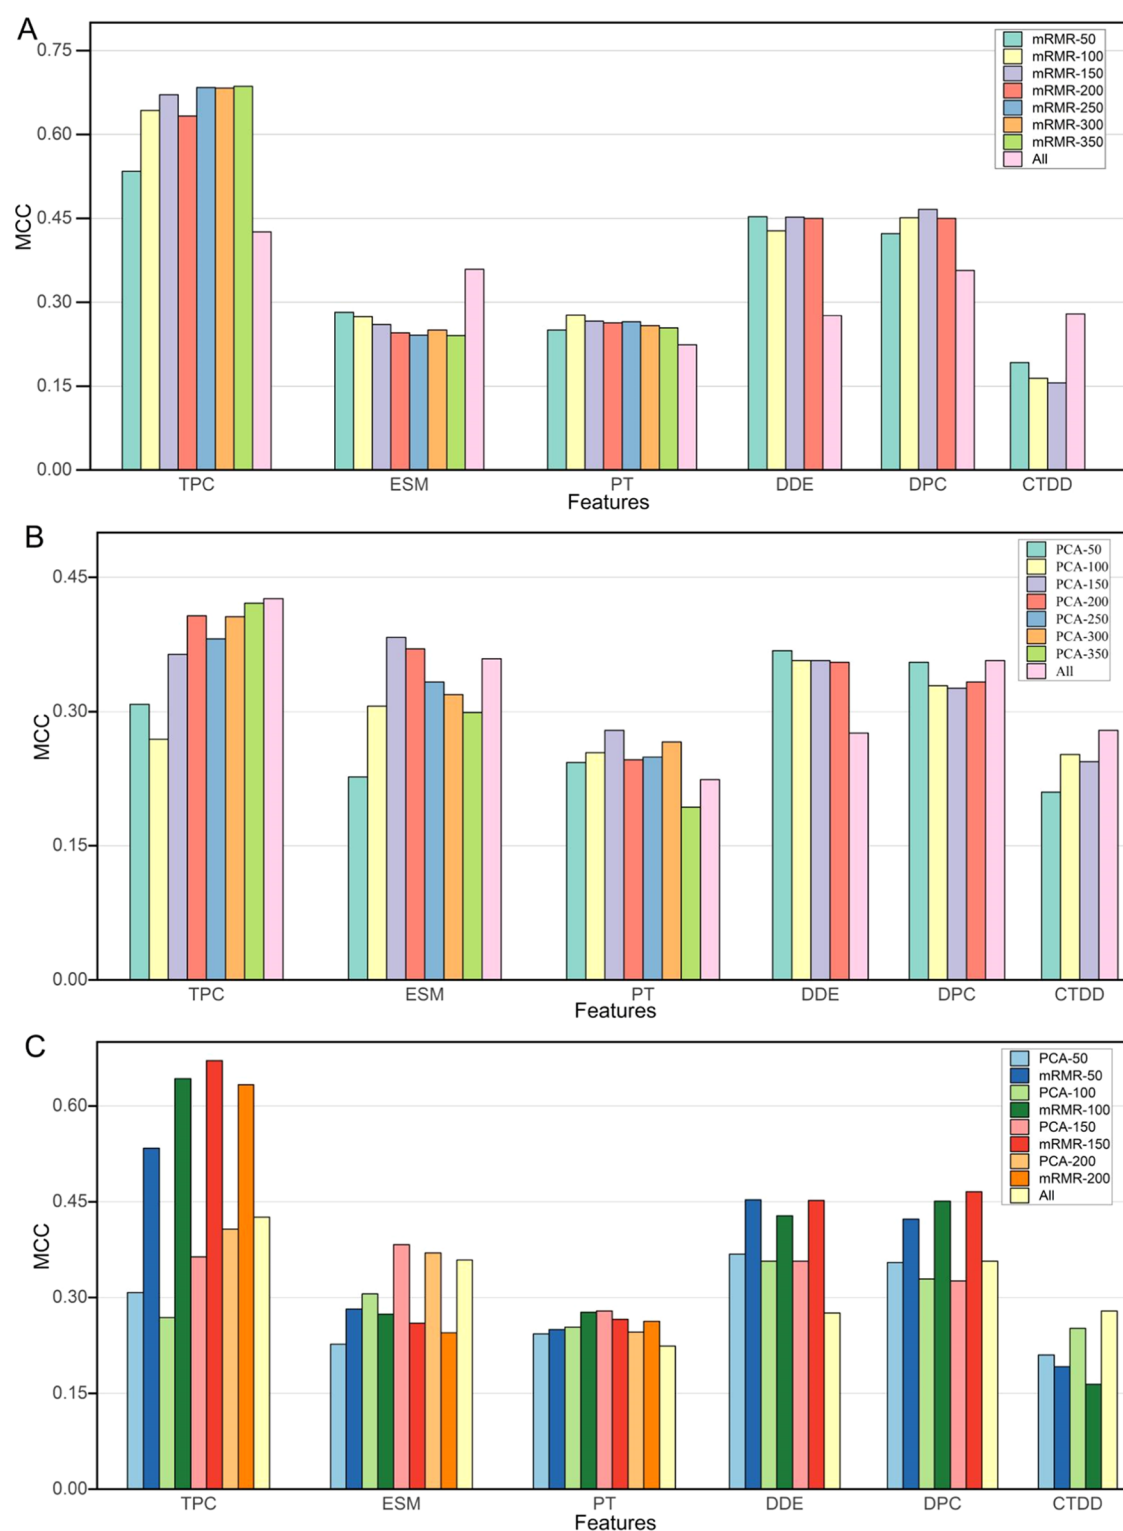 A
MCC
0.75
0.60
0.45
0.30
0.15
0.00
mRMR-50
mRMR-100
mRMR-150
mRMR-200
mRMR-250
mRMR-300
mRMR-350
All
TPC ESM PT DDE DPC CTDD
Features
B
MCC
0.45
0.30
0.15
0.00
PCA-50
PCA-100
PCA-150
PCA-200
PCA-250
PCA-300
PCA-350
All
TPC ESM PT DDE DPC CTDD
Features
C
MCC
0.60
0.45
0.30
0.15
0.00
PCA-50
mRMR-50
PCA-100
mRMR-100
PCA-150
mRMR-150
PCA-200
mRMR-200
All
TPC ESM PT DDE DPC CTDD
Features